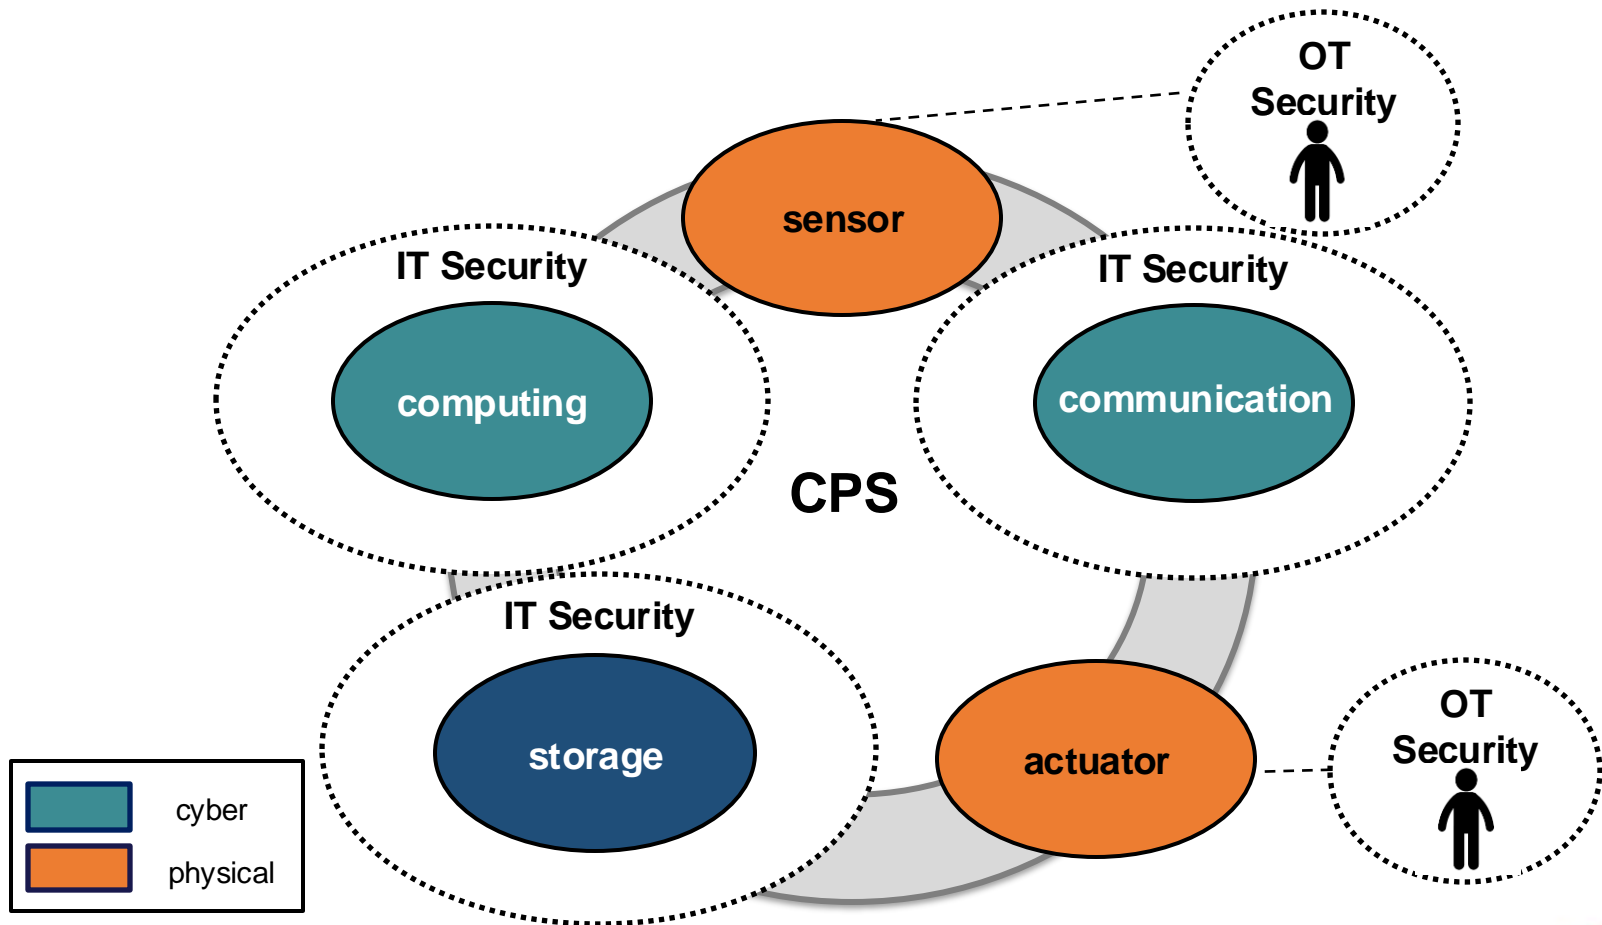 OT
Security
sensor
IT Security
IT Security
computing
communication
CPS
IT Security
storage
actuator
OT
Security
cyber
physical